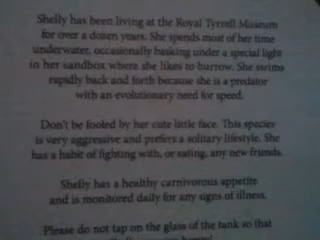 Shelly has been living at the Royal Tyrrell Museum
for over a dozen years. She spends most of her time
underwater, occasionally basking under a special light
in her sandbox where she likes to burrow. She swims
rapidly back and forth because she is a predator
with an evolutionary need for speed.
Don't be fooled by her cute little face. This species
is very aggressive and prefers a solitary lifestyle. She
has a habit of fighting with, or eating, any new friends.
Shelly has a healthy carnivorous appetite
and is monitored daily for any signs of illness.
Please do not tap on the glass of the tank so that